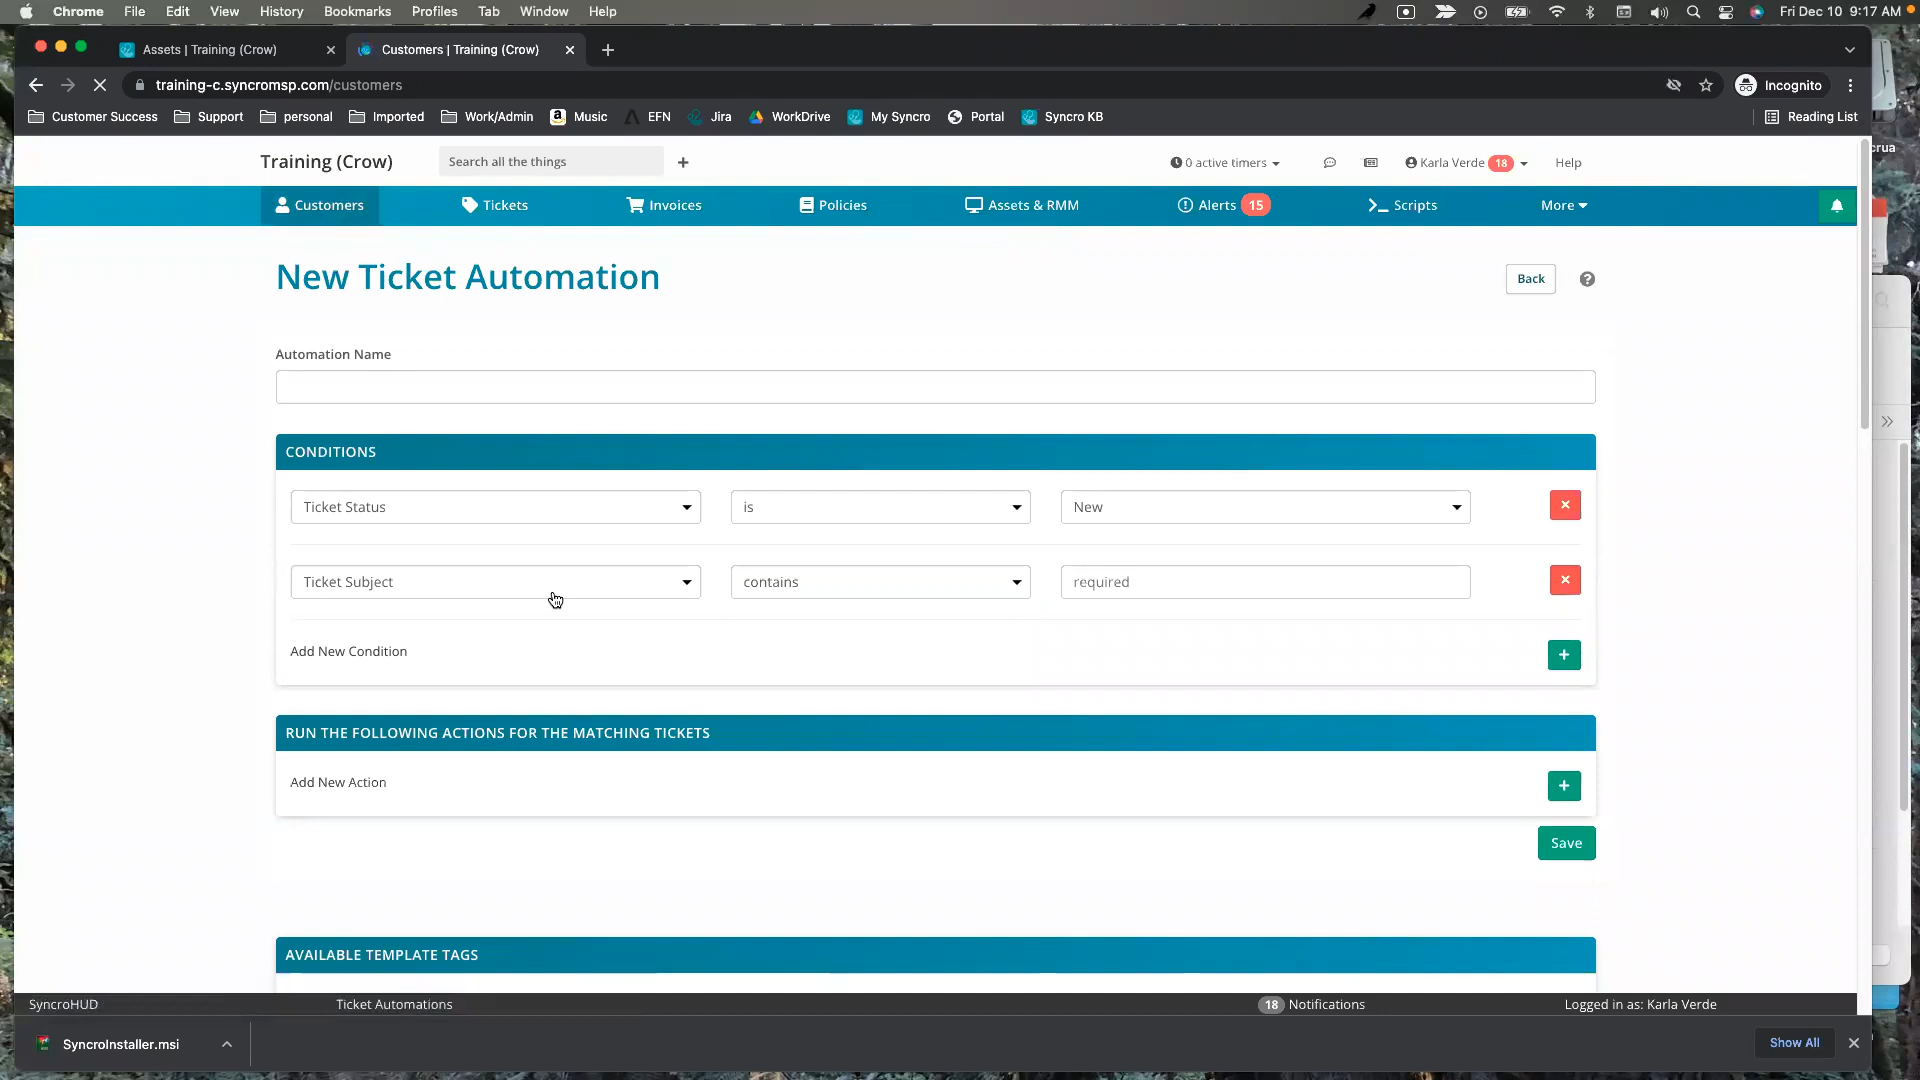 Chrome File Edit View History Bookmarks Profiles Tab Window Help Fri Dec 10 9:17 AM
Assets | Training (Crow) Customers | Training (Crow)
training-c.syncromsp.com/customers Incognito
Customer Success Support personal Imported Work/Admin Music EFN Jira WorkDrive My Syncro Portal Syncro KB Reading List
Training (Crow) Search all the things 0 active timers Karla Verde 18 Help
Customers Tickets Invoices Policies Assets & RMM Alerts 15 Scripts More
New Ticket Automation Back
Automation Name
CONDITIONS
Ticket Status is New
Ticket Subject contains required
Add New Condition
RUN THE FOLLOWING ACTIONS FOR THE MATCHING TICKETS
Add New Action
Save
AVAILABLE TEMPLATE TAGS
SyncroHUD Ticket Automations 18 Notifications Logged in as: Karla Verde
SyncroInstaller.msi Show All